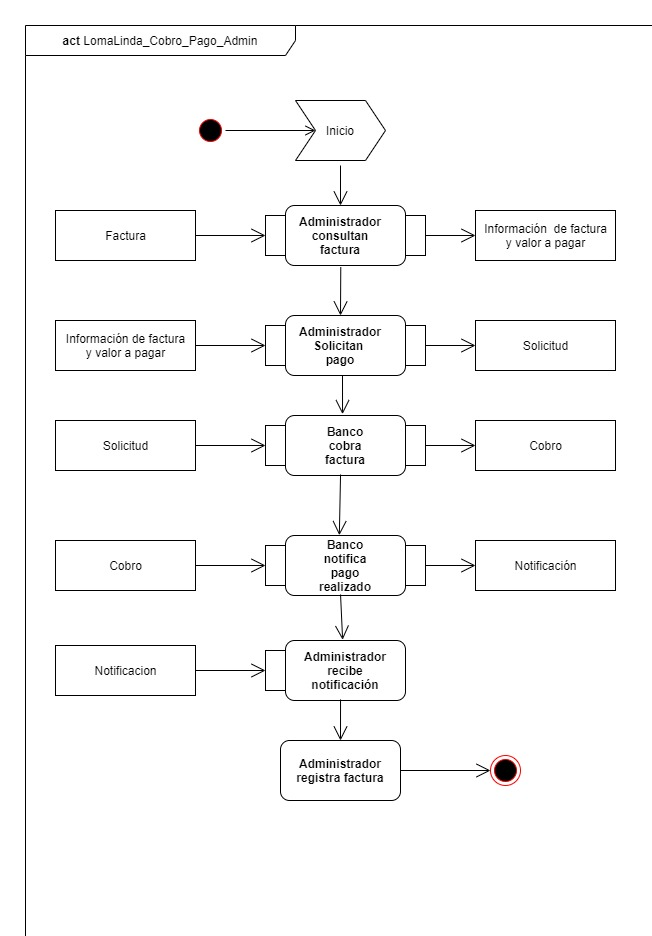 act LomaLinda_Cobro_Pago_Admin
Inicio
Factura
Administrador
consultan
factura
Información de factura
y valor a pagar
Información de factura
y valor a pagar
Administrador
Solicitan
pago
Solicitud
Solicitud
Banco
cobra
factura
Cobro
Cobro
Banco
notifica
pago
realizado
Notificación
Notificacion
Administrador
recibe
notificación
Administrador
registra factura